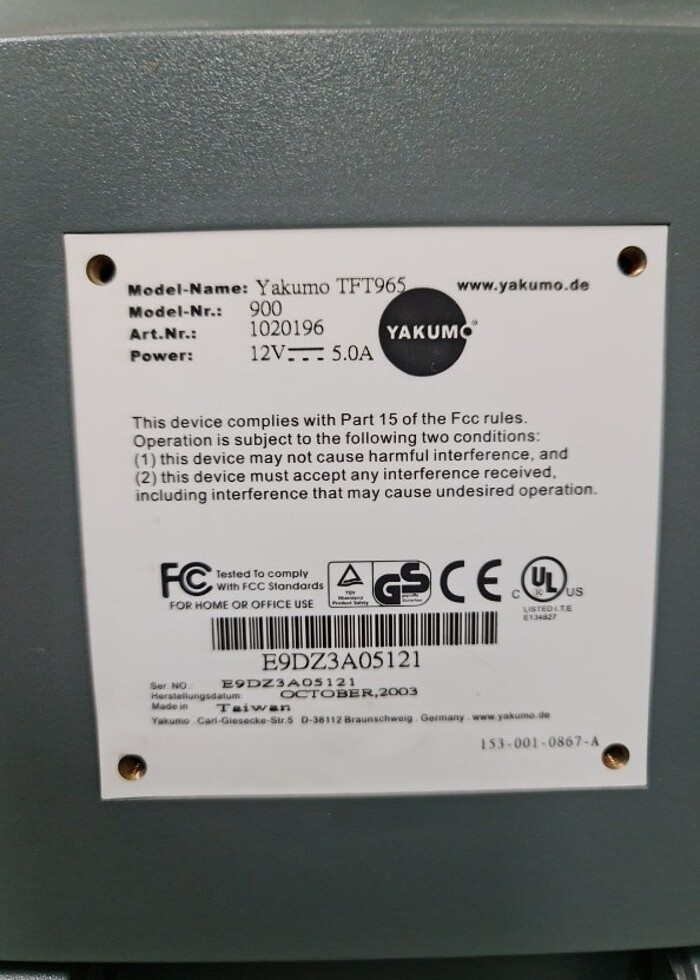 Model-Name: Yakumo TFT965 www.yakumo.de
Model-Nr.: 900
Art.Nr.: 1020196
YAKUMO®
Power: 12V 5.0A
This device complies with Part 15 of the Fcc rules.
Operation is subject to the following two conditions:
(1) this device may not cause harmful interference, and
(2) this device must accept any interference received,
including interference that may cause undesired operation.
FC Tested To comply
With FCC Standards
FOR HOME OR OFFICE USE
TÜV
Rheinland
Product Safety
GS
CE
C UL US
LISTED I.T.E
E134827
E9DZ3A05121
Ser. NO.: E9DZ3A05121
Herstellungsdatum: OCTOBER,2003
Made in Taiwan
Yakumo . Carl-Giesecke-Str.5 D-38112 Braunschweig . Germany . www.yakumo.de
153-001-0867-A